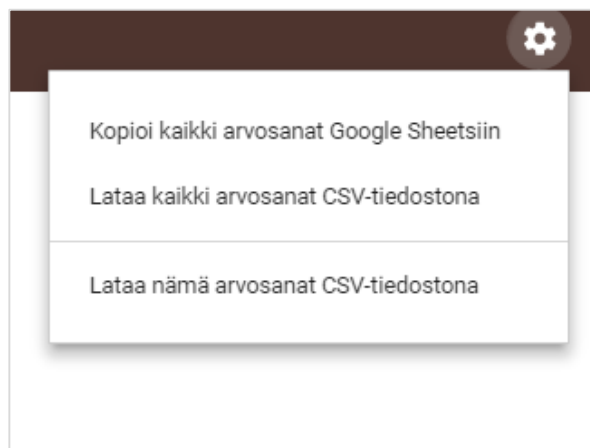 Kopioi kaikki arvosanat Google Sheetsiin
Lataa kaikki arvosanat CSV-tiedostona
Lataa nämä arvosanat CSV-tiedostona